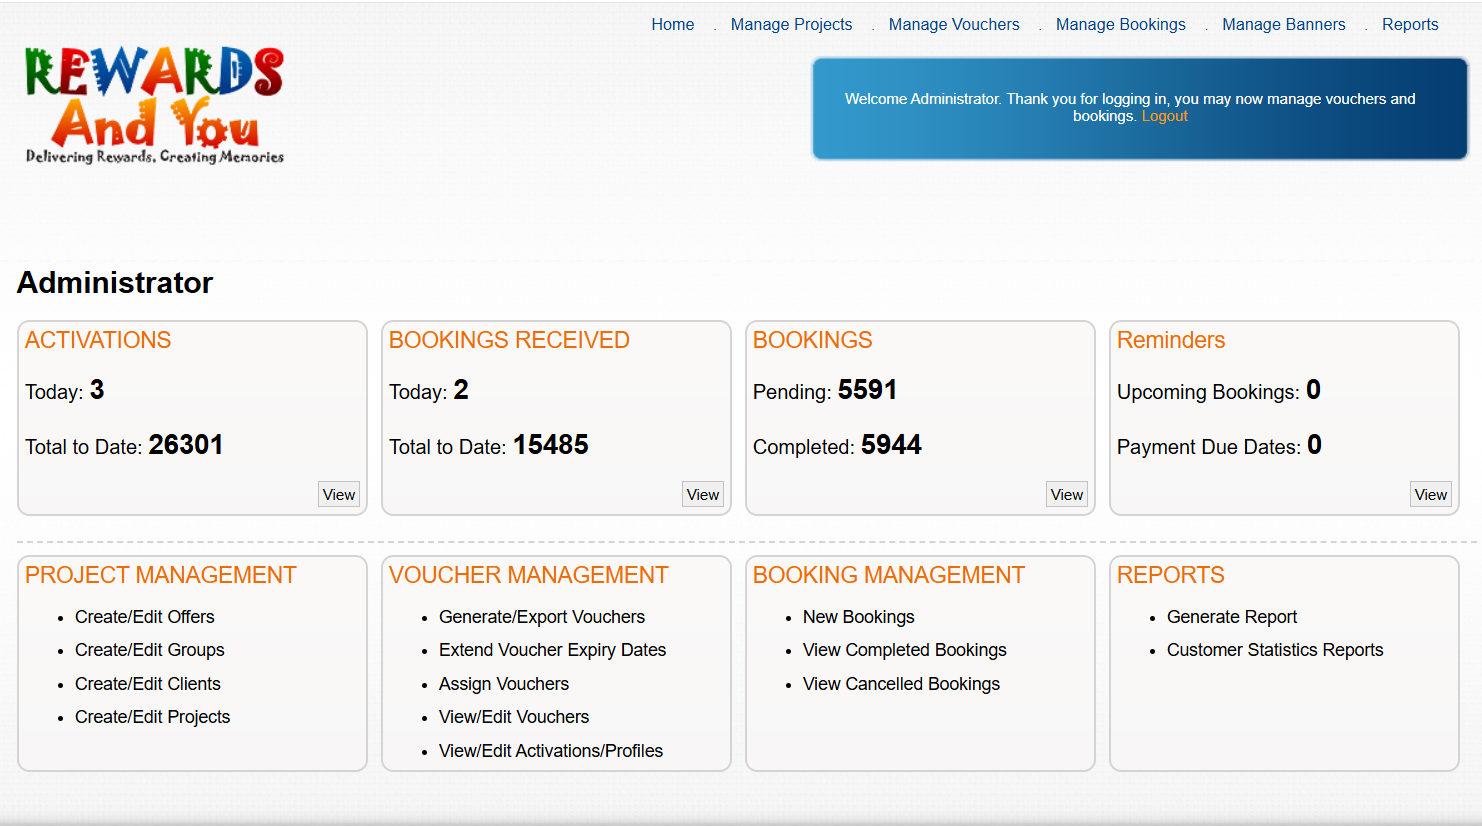 Home . Manage Projects . Manage Vouchers . Manage Bookings . Manage Banners . Reports
REWARDS
And You
Delivering Rewards, Creating Memories
Welcome Administrator. Thank you for logging in, you may now manage vouchers and
bookings. Logout
Administrator
ACTIVATIONS
Today: 3
Total to Date: 26301
View
BOOKINGS RECEIVED
Today: 2
Total to Date: 15485
View
BOOKINGS
Pending: 5591
Completed: 5944
View
Reminders
Upcoming Bookings: 0
Payment Due Dates: 0
View
PROJECT MANAGEMENT
• Create/Edit Offers
• Create/Edit Groups
• Create/Edit Clients
• Create/Edit Projects
VOUCHER MANAGEMENT
• Generate/Export Vouchers
• Extend Voucher Expiry Dates
• Assign Vouchers
• View/Edit Vouchers
• View/Edit Activations/Profiles
BOOKING MANAGEMENT
• New Bookings
• View Completed Bookings
• View Cancelled Bookings
REPORTS
• Generate Report
• Customer Statistics Reports